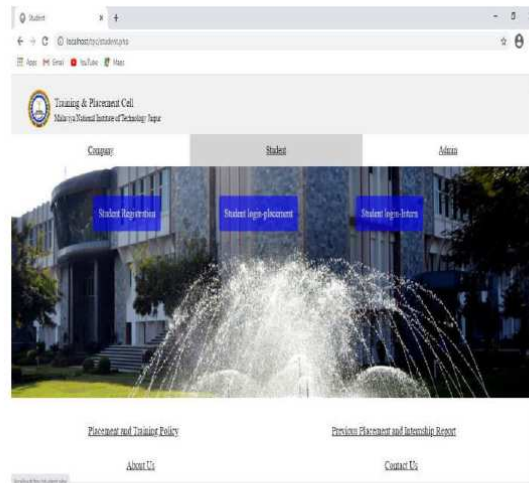 Student
localhost/tpc/student.php
Apps Gmail YouTube Maps
Training & Placement Cell
Malaviya National Institute of Technology Jaipur
Company Student Admin
Student Registration Student login-placement Student login-Intern
Placement and Training Policy Previous Placement and Internship Report
About Us Contact Us